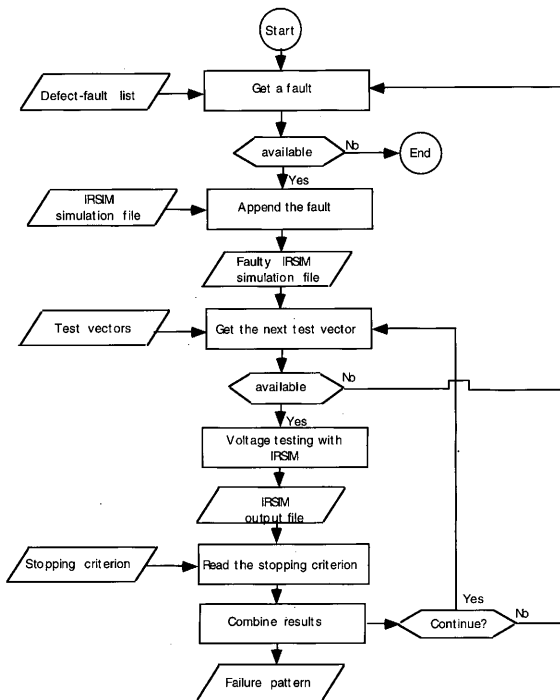 Start
Get a fault
Defect-fault list
available
No
End
Yes
IRSIM
simulation file
Append the fault
Faulty IRSIM
simulation file
Test vectors
Get the next test vector
available
No
Yes
Voltage testing with
IRSIM
IRSIM
output file
Stopping criterion
Read the stopping criterion
Combine results
Yes
Continue?
No
Failure pattern